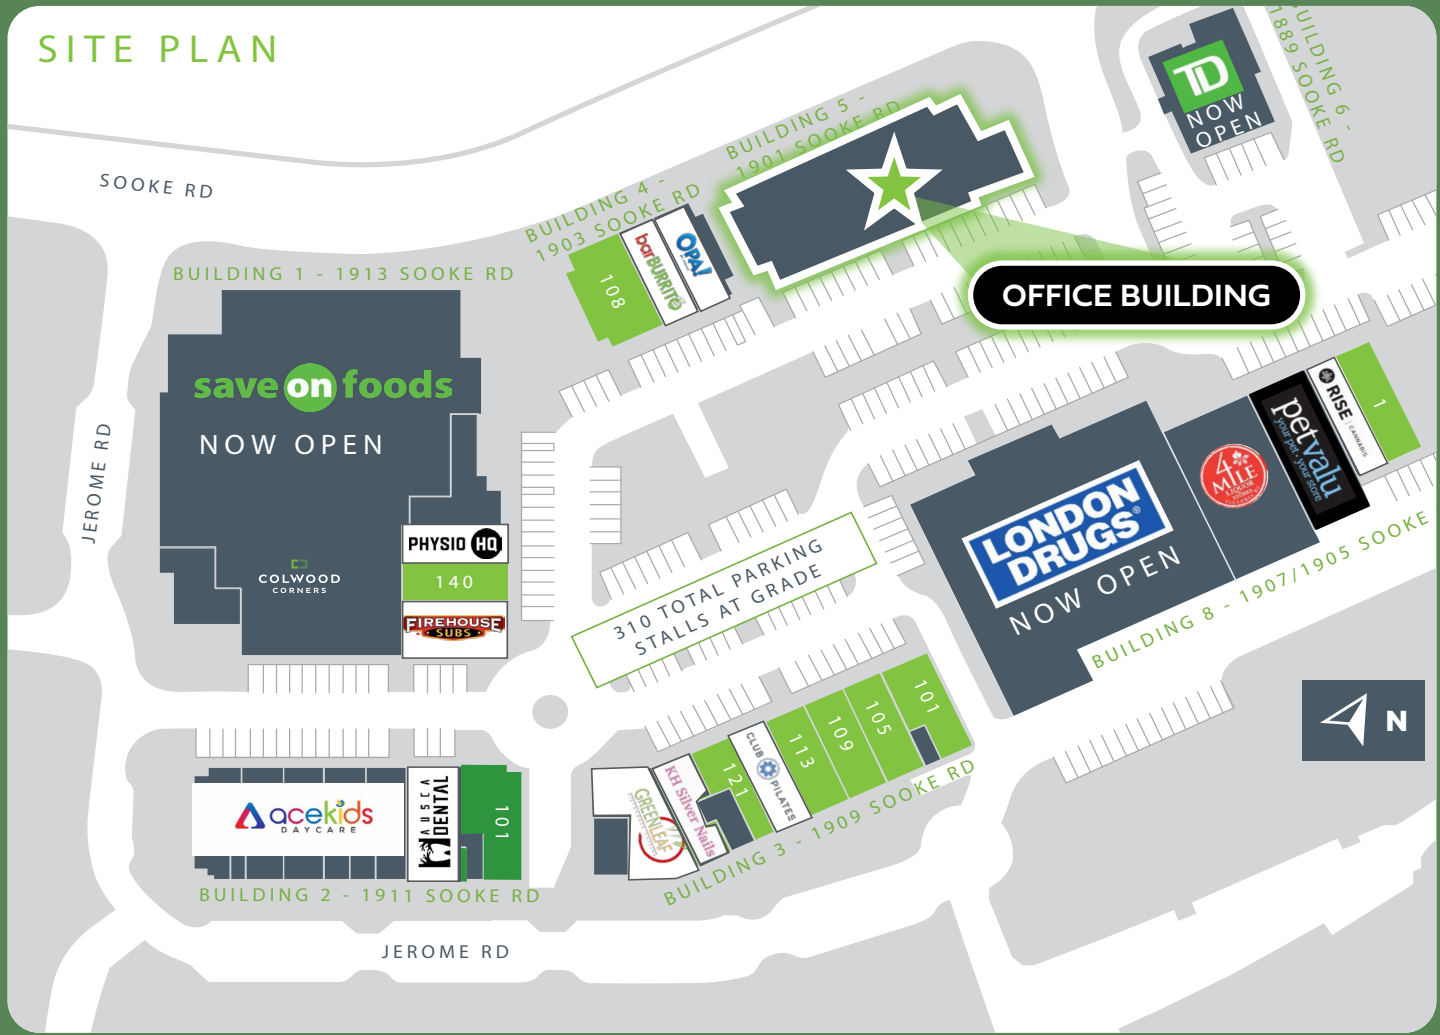 SITE PLAN
SOOKE RD
BUILDING 5 -
1901 SOOKE RD
BUILDING 6 -
1889 SOOKE RD
TD
NOW
OPEN
BUILDING 4 -
1903 SOOKE RD
108
barBURRITO
OPA!
OFFICE BUILDING
BUILDING 1 - 1913 SOOKE RD
save on foods
NOW OPEN
JEROME RD
PHYSIO HQ
140
FIREHOUSE
SUBS
COLWOOD
CORNERS
310 TOTAL PARKING
STALLS AT GRADE
LONDON
DRUGS®
NOW OPEN
4
MILE
LIQUOR
STORES
petvalu
your pet · your store
RISE
CANNABIS
1
BUILDING 8 - 1907/1905 SOOKE
N
acekids
DAYCARE
AUSCA
DENTAL
101
BUILDING 2 - 1911 SOOKE RD
GREENLEAF
KH Silver Nails
121
CLUB
PILATES
113
109
105
101
BUILDING 3 - 1909 SOOKE RD
JEROME RD